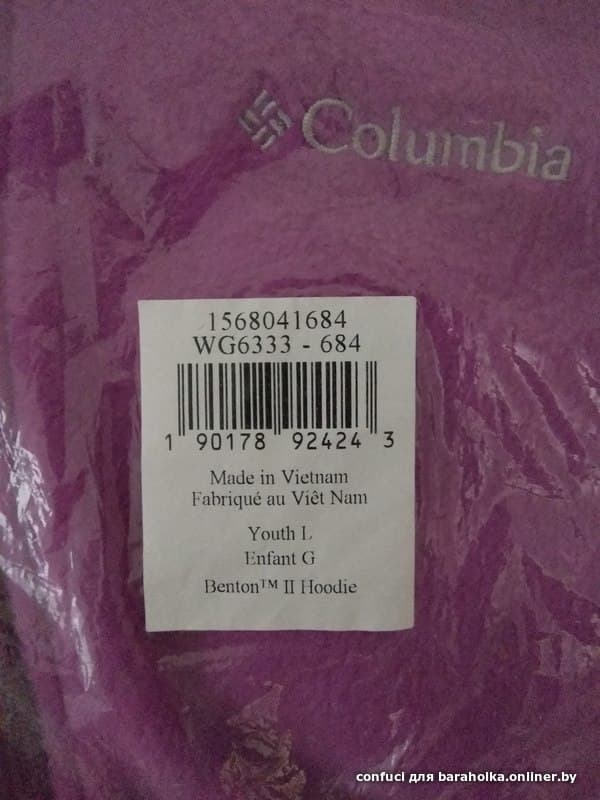 Columbia
1568041684
WG6333 - 684
1 90178 92424 3
Made in Vietnam
Fabriqué au Viêt Nam
Youth L
Enfant G
Benton™ II Hoodie
confuci для baraholka.onliner.by